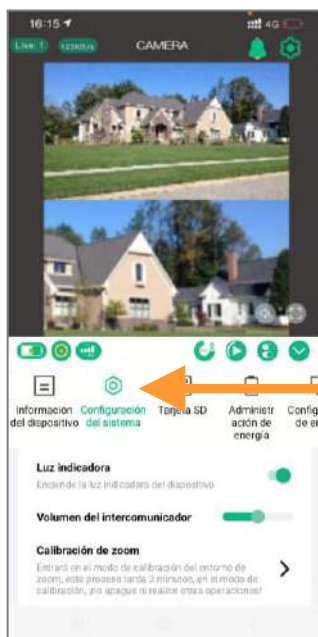 16:15
4G
Live: 1
123KB/s
CAMERA
Información del dispositivo
Configuración del sistema
Tarjeta SD
Administr
ación de
energía
Config
de e
Luz indicadora
Enciende la luz indicadora del dispositivo
Volumen del intercomunicador
Calibración de zoom
Entrará en el modo de calibración del entorno de
zoom, este proceso tarda 3 minutos, en el modo de
calibración, ¡no apague ni realice otras operaciones!